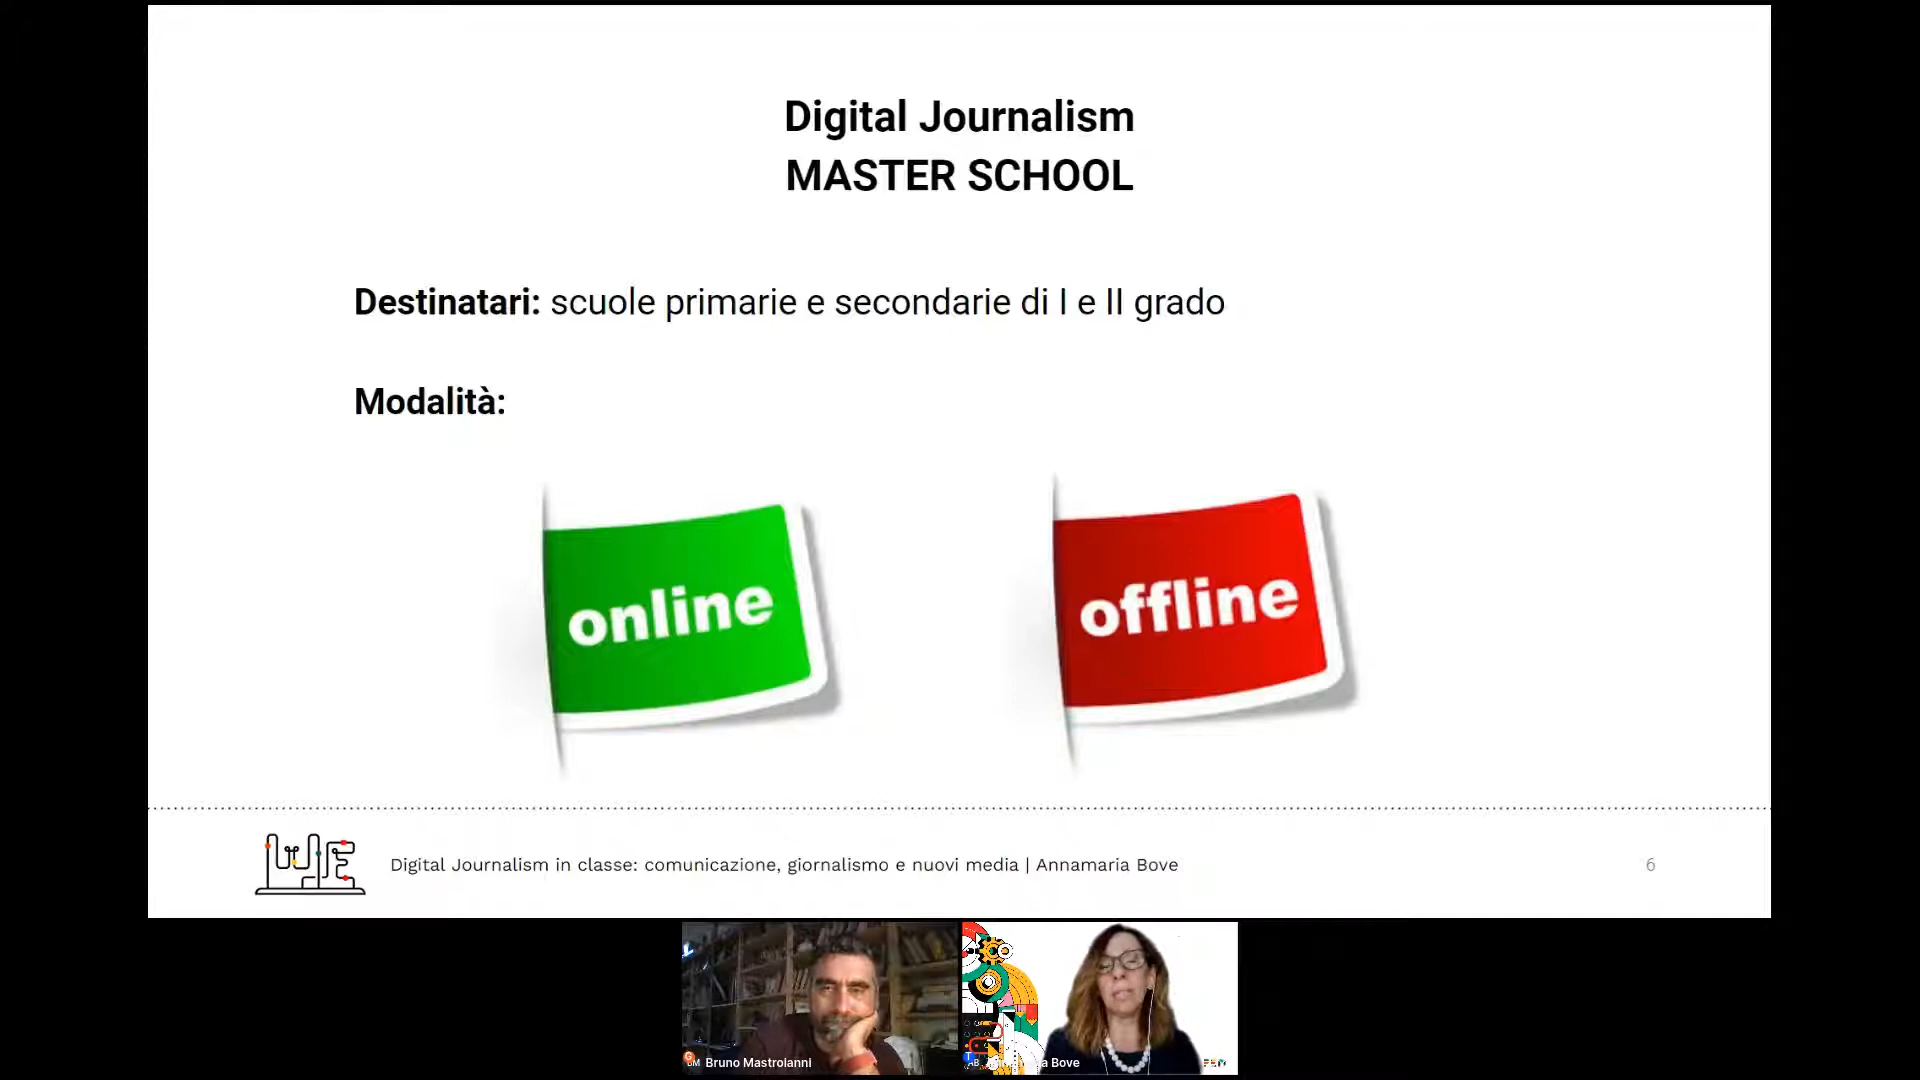 Digital Journalism
MASTER SCHOOL
Destinatari: scuole primarie e secondarie di I e II grado
Modalità:
online
offline
Digital Journalism in classe: comunicazione, giornalismo e nuovi media | Annamaria Bove
6
Bruno Mastroianni
Bove